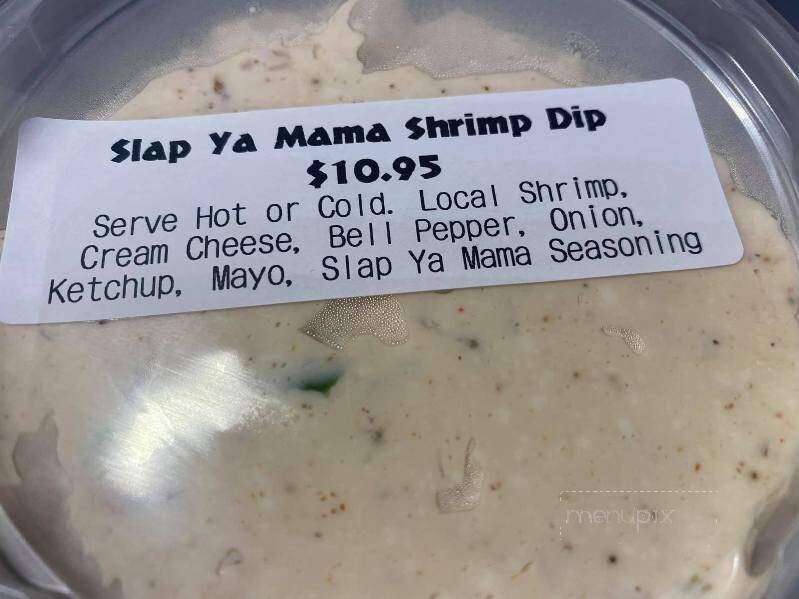 Slap Ya Mama Shrimp Dip
$10.95
Serve Hot or Cold. Local Shrimp,
Cream Cheese, Bell Pepper, Onion,
Ketchup, Mayo, Slap Ya Mama Seasoning
menupix